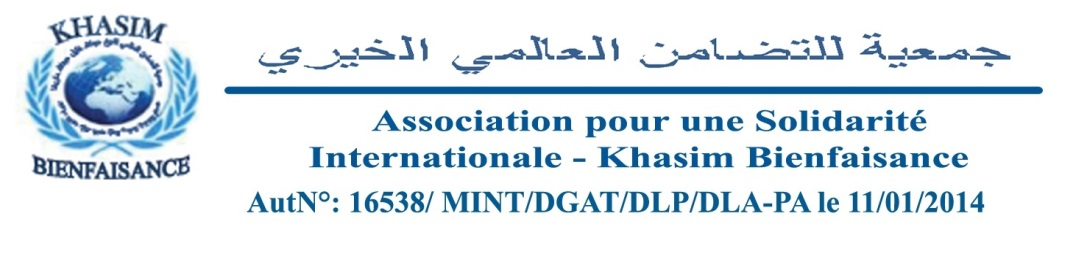 KHASIM
BIENFAISANCE
جمعية للتضامن العالمي الخيري
Association pour une Solidarité
Internationale - Khasim Bienfaisance
AutN°: 16538/ MINT/DGAT/DLP/DLA-PA le 11/01/2014